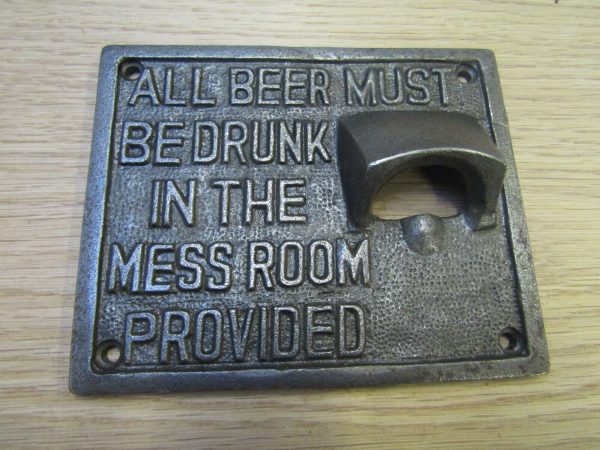 ALL BEER MUST
BE DRUNK
IN THE
MESS ROOM
PROVIDED